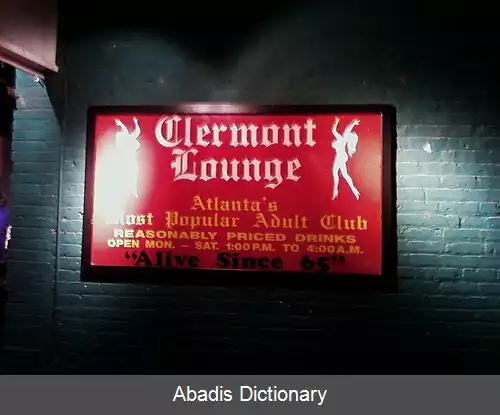 Clermont
Lounge
Atlanta's
Most Popular Adult Club
REASONABLY PRICED DRINKS
OPEN MON. - SAT. 1:00 P.M. TO 4:00 A.M.
"Alive Since 65"
Abadis Dictionary